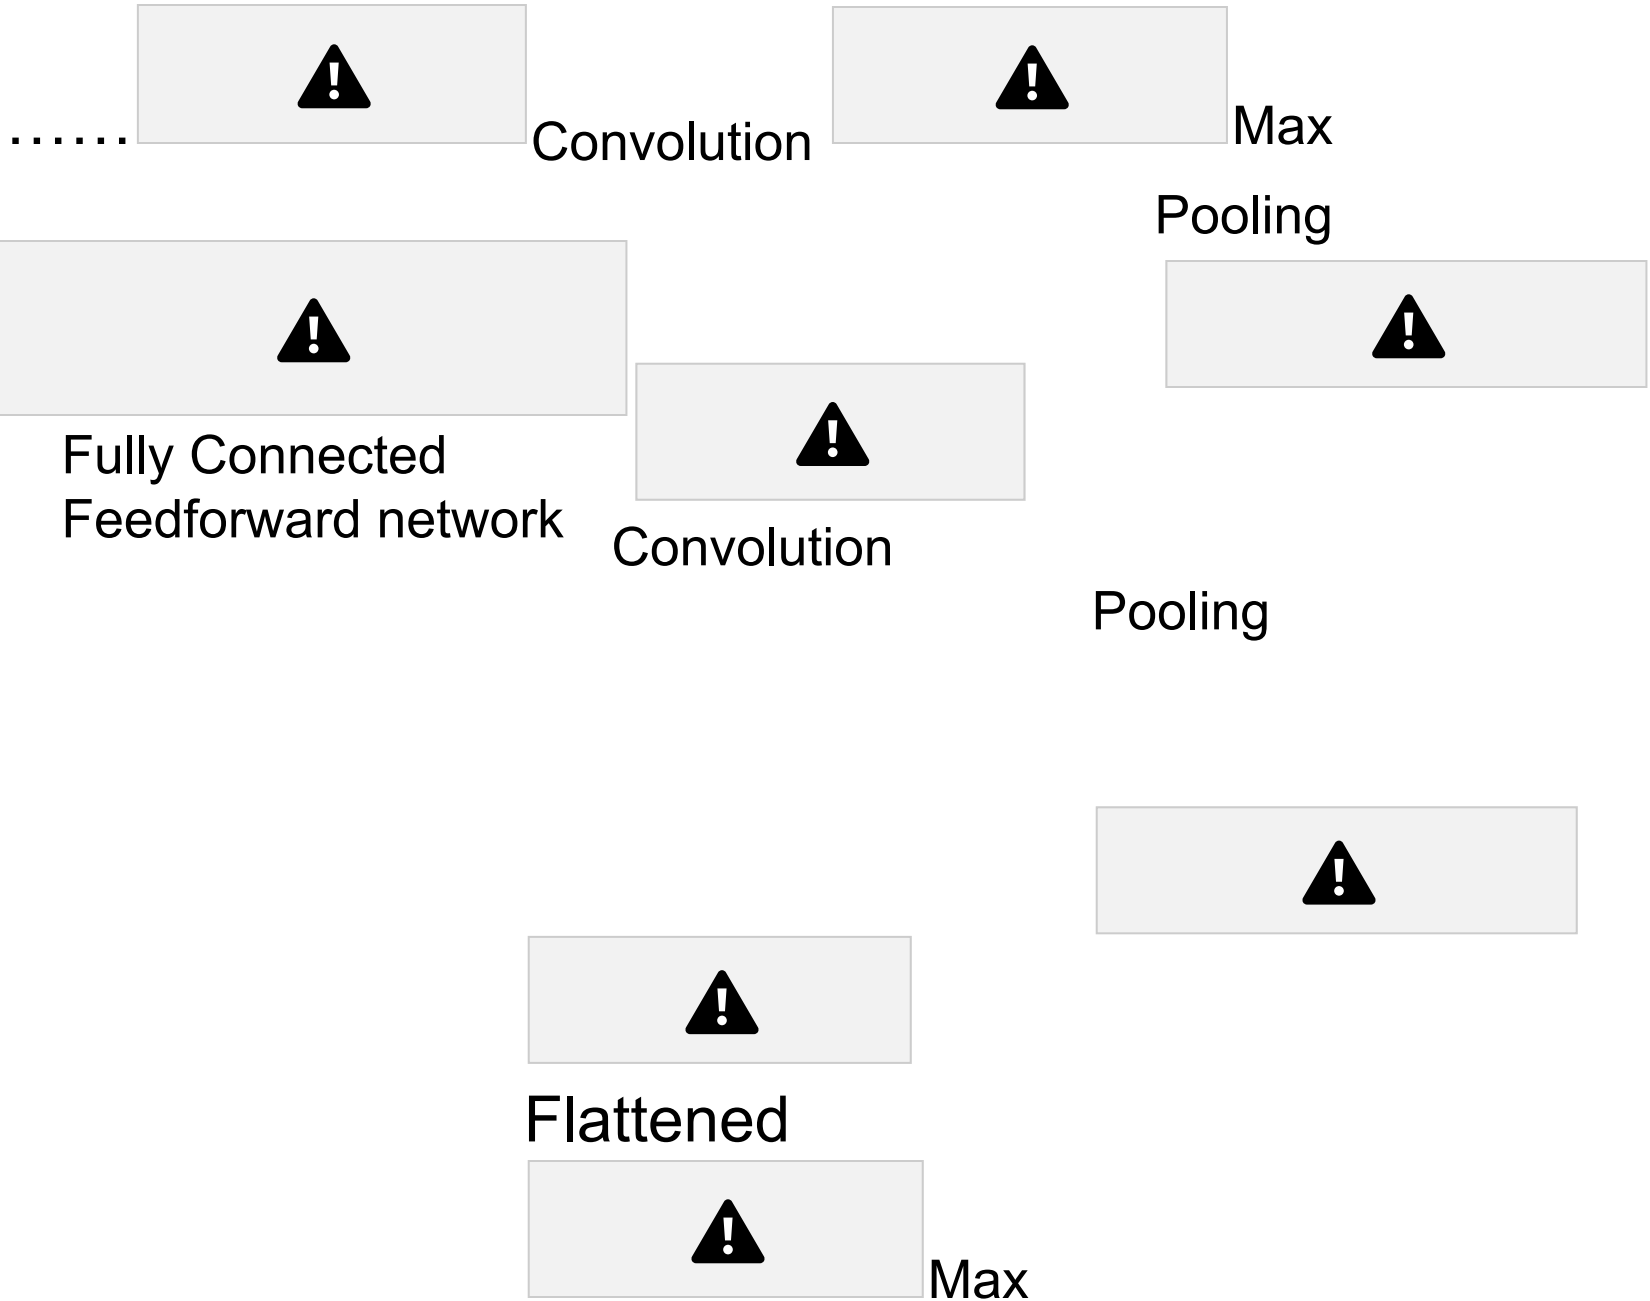 ……
Convolution
Max
Pooling
Fully Connected
Feedforward network
Convolution
Pooling
Flattened
Max